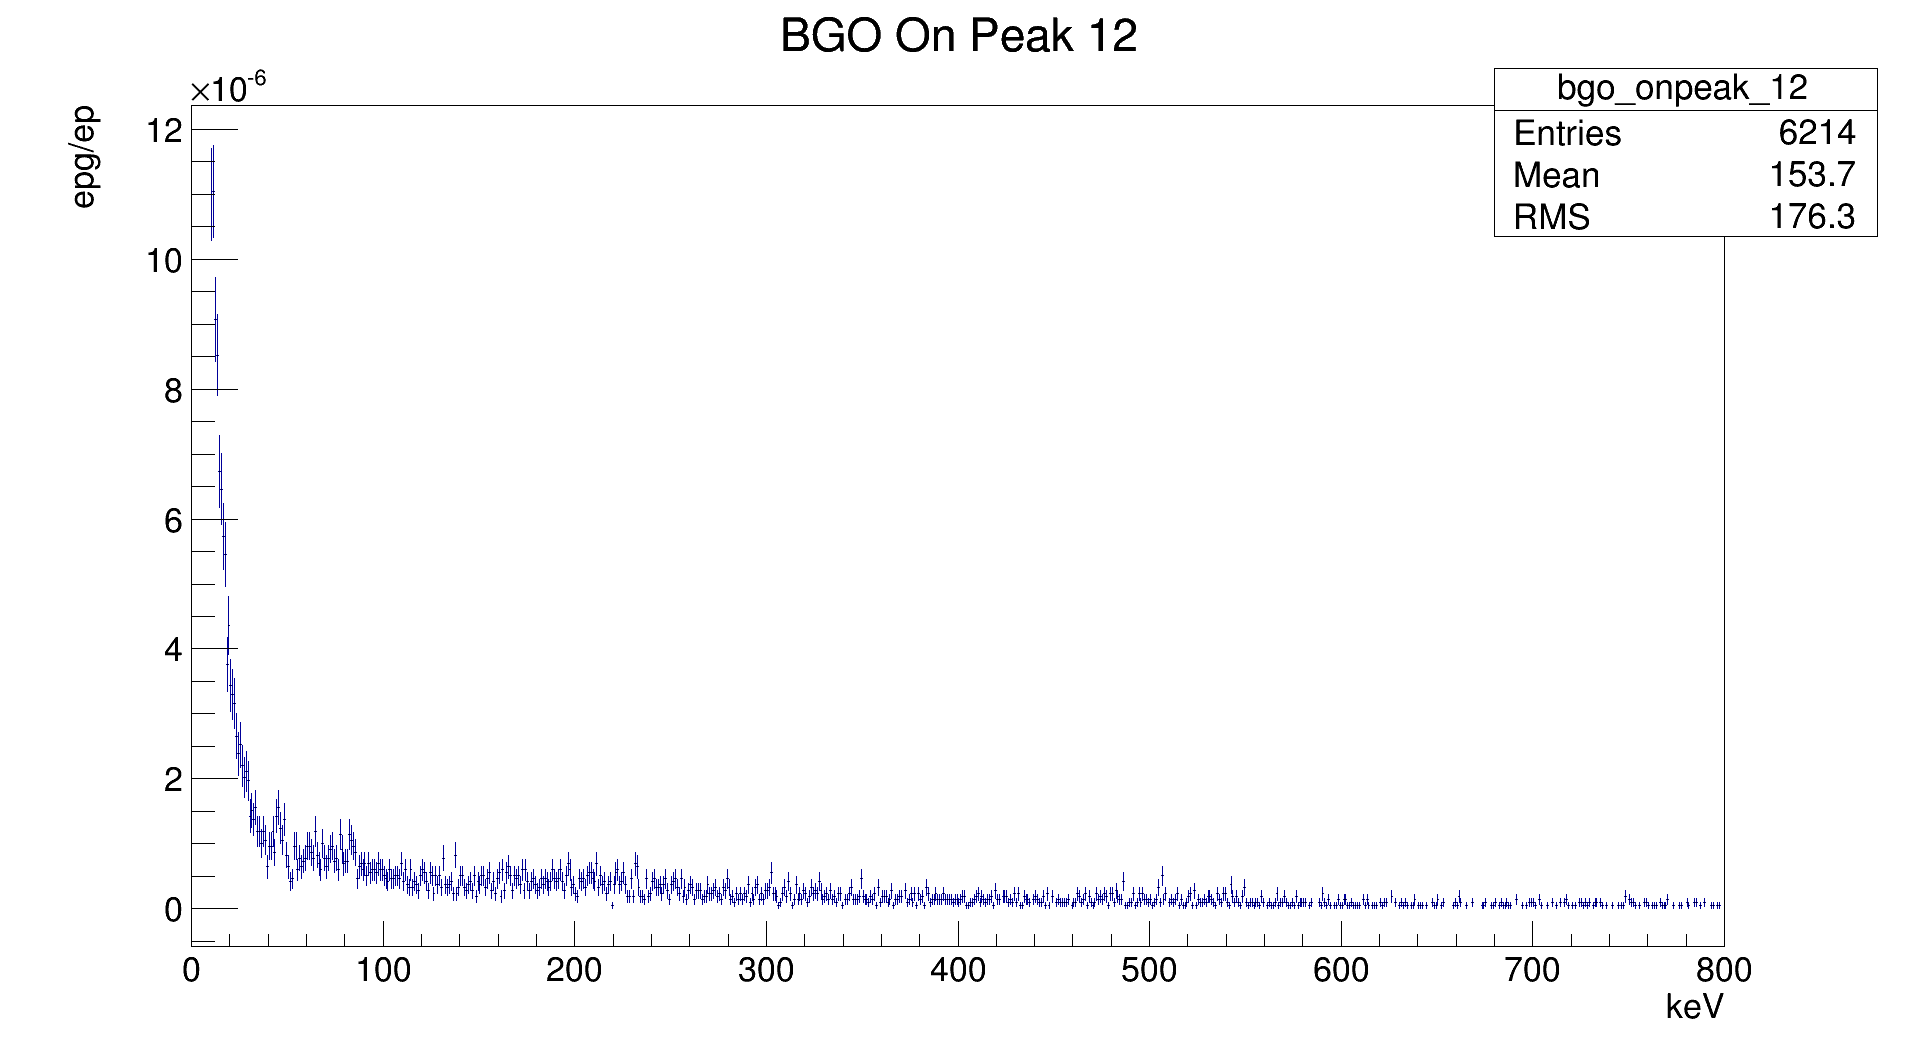 BGO On Peak 12
×10-6
epg/ep
bgo_onpeak_12
Entries 6214
Mean 153.7
RMS 176.3
12
10
8
6
4
2
0
0 100 200 300 400 500 600 700 800
keV